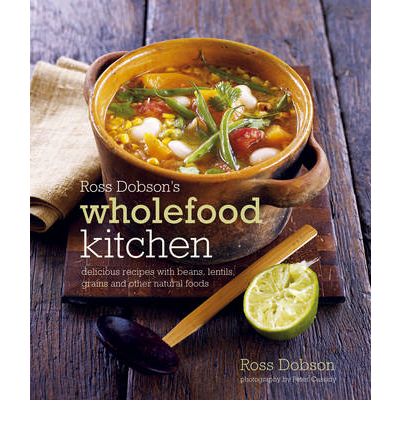 Ross Dobson's
wholefood
kitchen
delicious recipes with beans, lentils,
grains and other natural foods
Ross Dobson
photography by Peter Cassidy